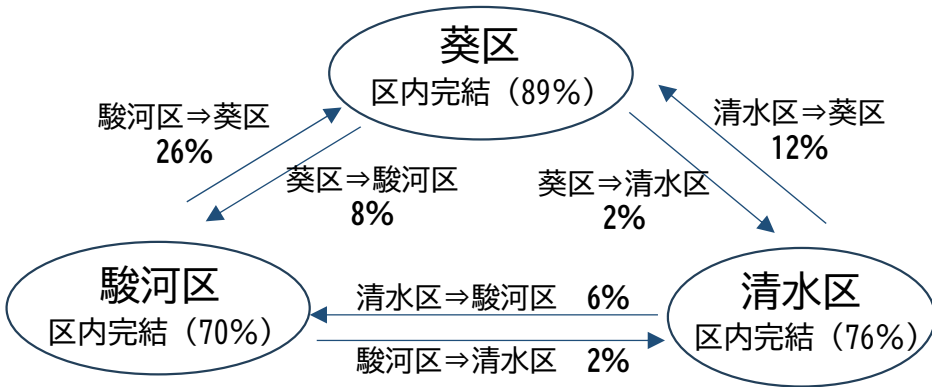 葵区
区内完結（89%）
駿河区⇒葵区
26%
清水区⇒葵区
12%
葵区⇒駿河区
8%
葵区⇒清水区
2%
駿河区
区内完結（70%）
清水区⇒駿河区　6%
駿河区⇒清水区　2%
清水区
区内完結（76%）